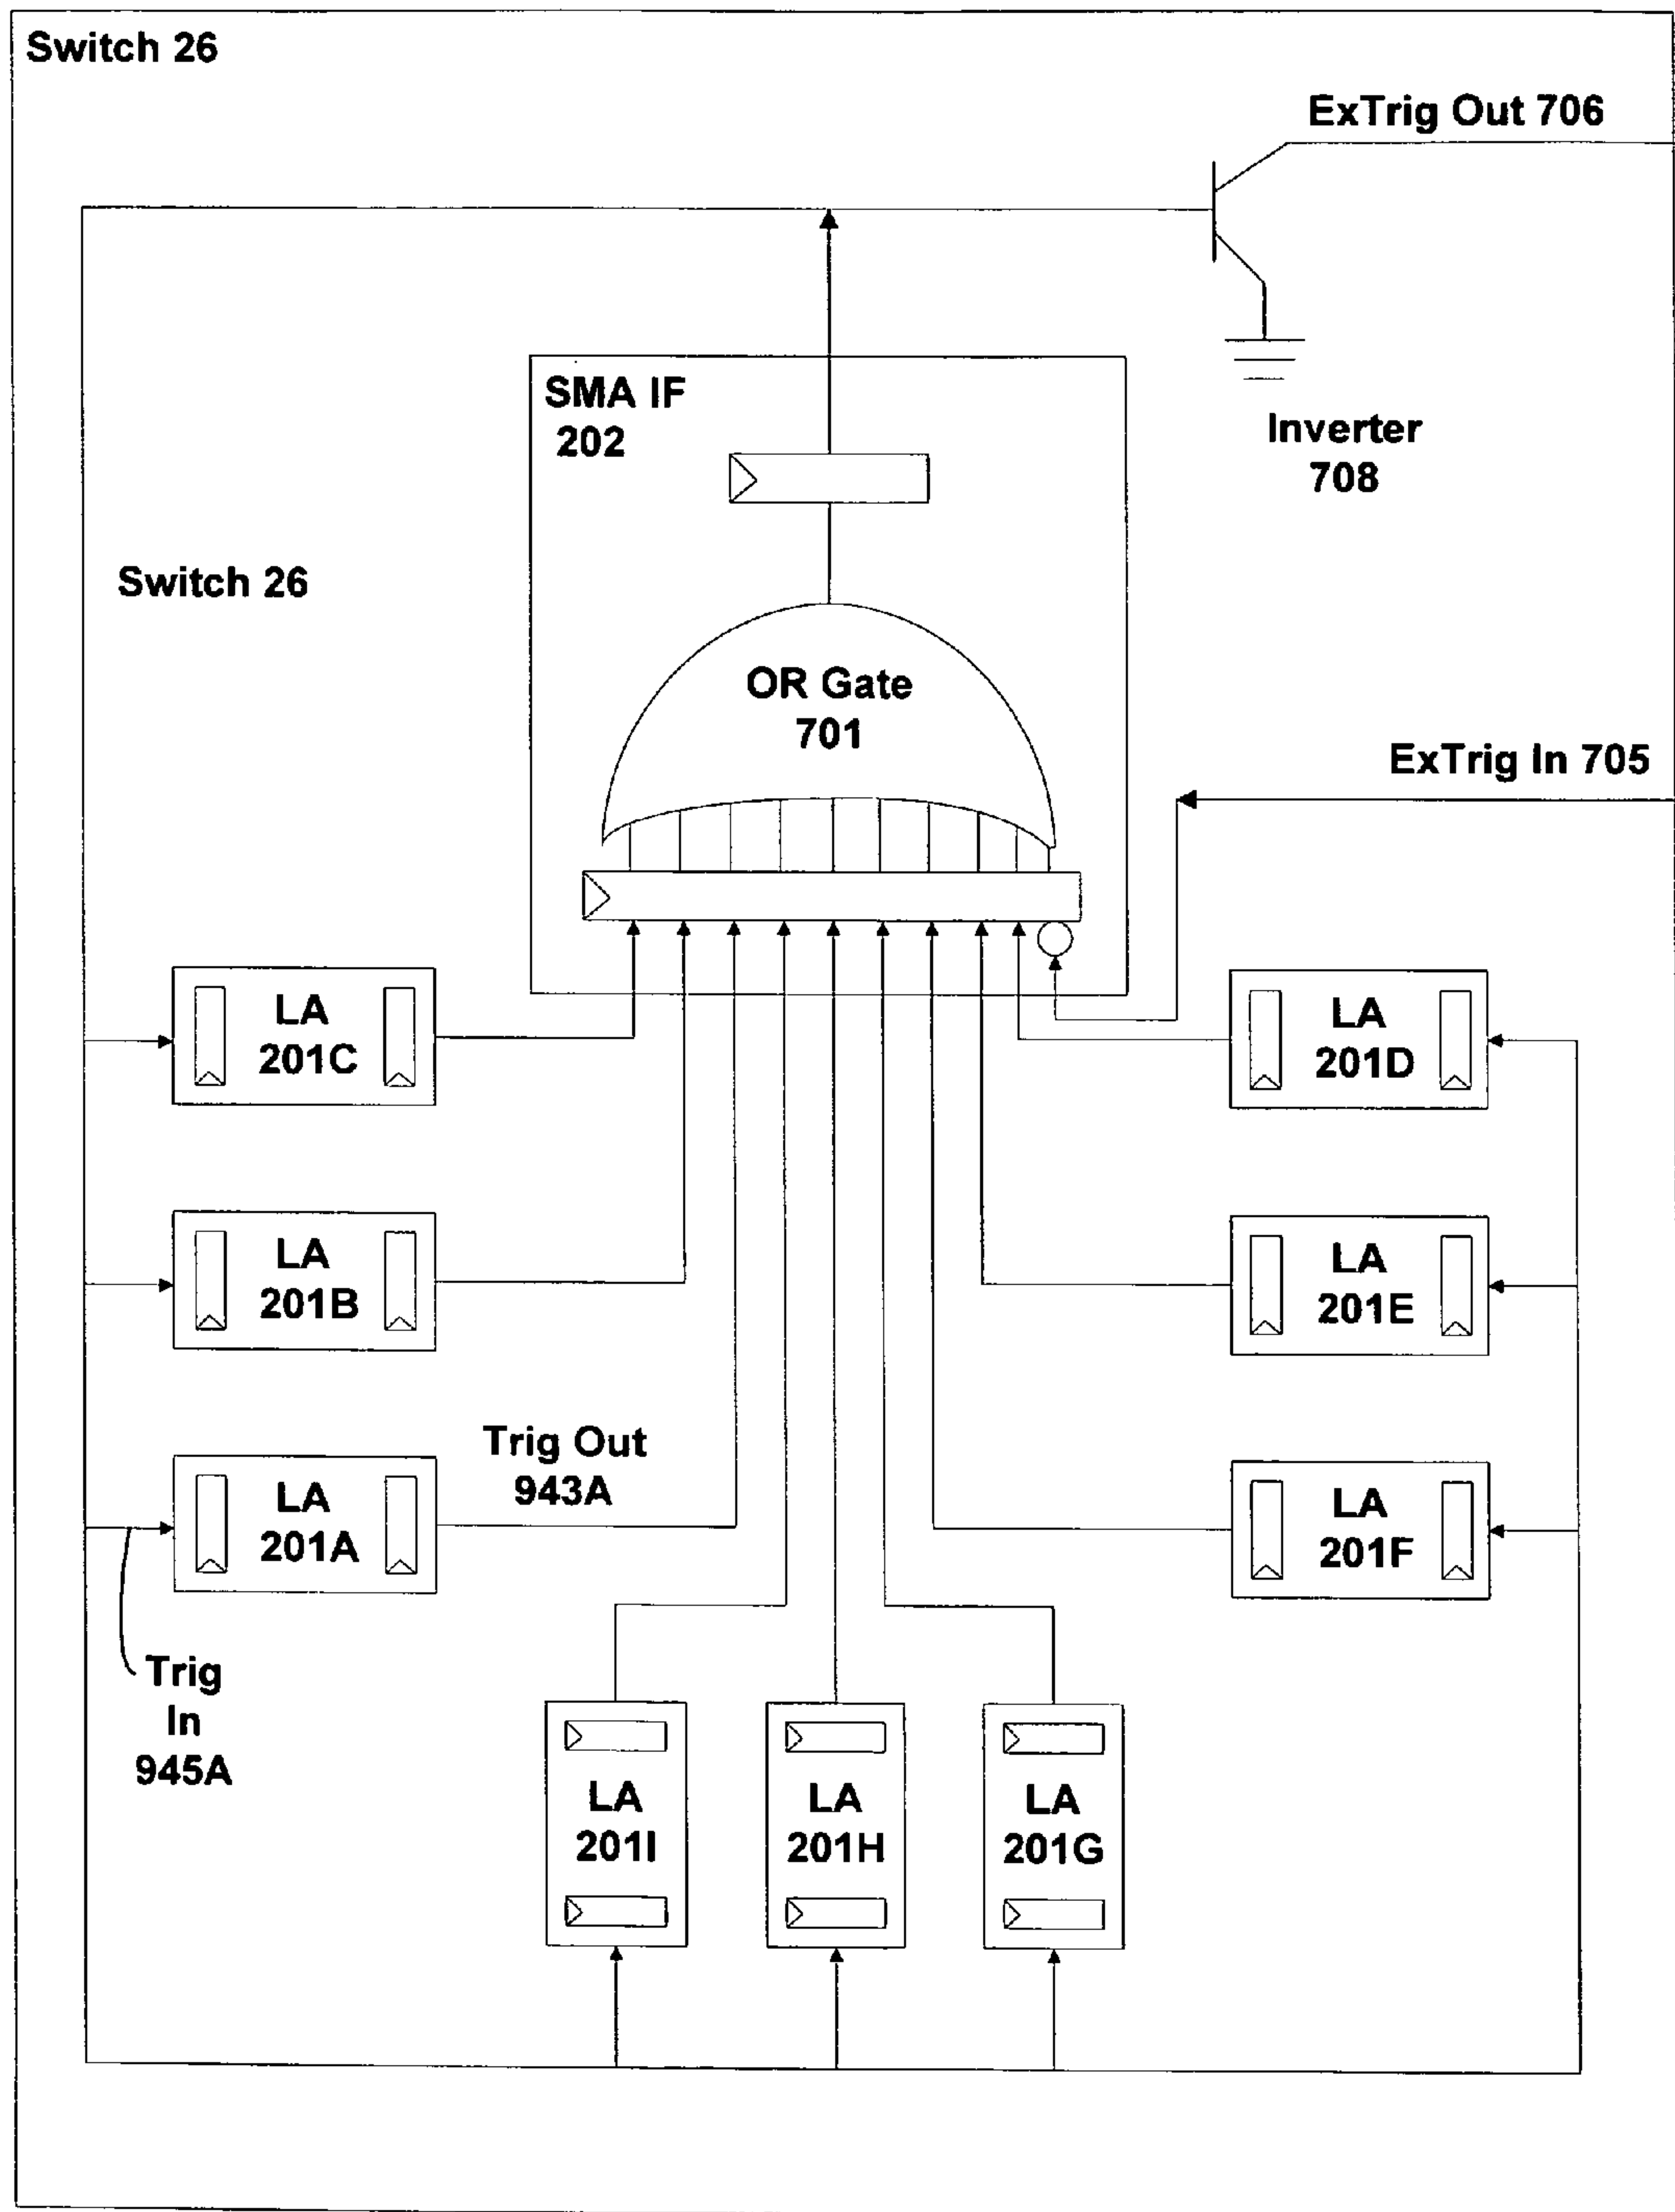 Switch 26
ExTrig Out 706
SMA IF
202
Inverter
708
Switch 26
OR Gate
701
ExTrig In 705
LA
201C
LA
201D
LA
201B
LA
201E
Trig Out
943A
LA
201A
LA
201F
Trig
In
945A
LA
201I
LA
201H
LA
201G